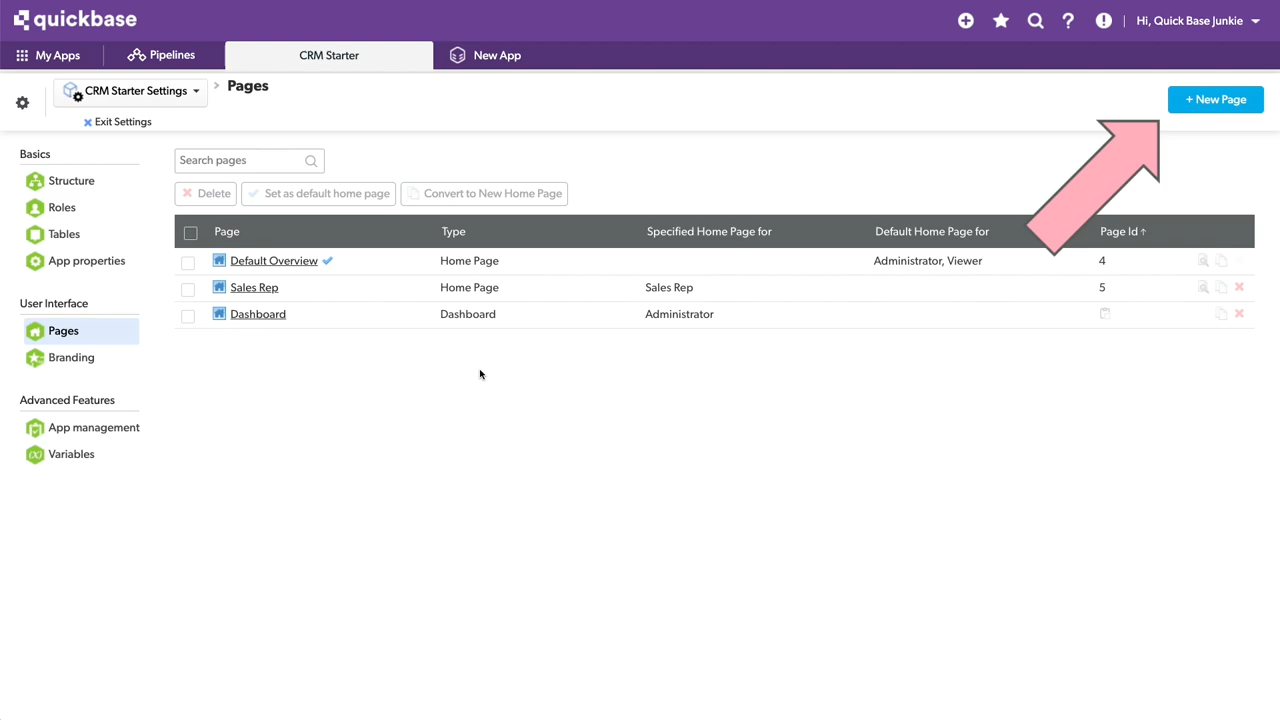 quickbase
Hi, Quick Base Junkie
My Apps
Pipelines
CRM Starter
New App
CRM Starter Settings
> Pages
Exit Settings
+ New Page
Basics
Structure
Roles
Tables
App properties
User Interface
Pages
Branding
Advanced Features
App management
Variables
Search pages
Delete
Set as default home page
Convert to New Home Page
Page Type Specified Home Page for Default Home Page for Page Id ↑
Default Overview Home Page Administrator, Viewer 4
Sales Rep Home Page Sales Rep 5
Dashboard Dashboard Administrator